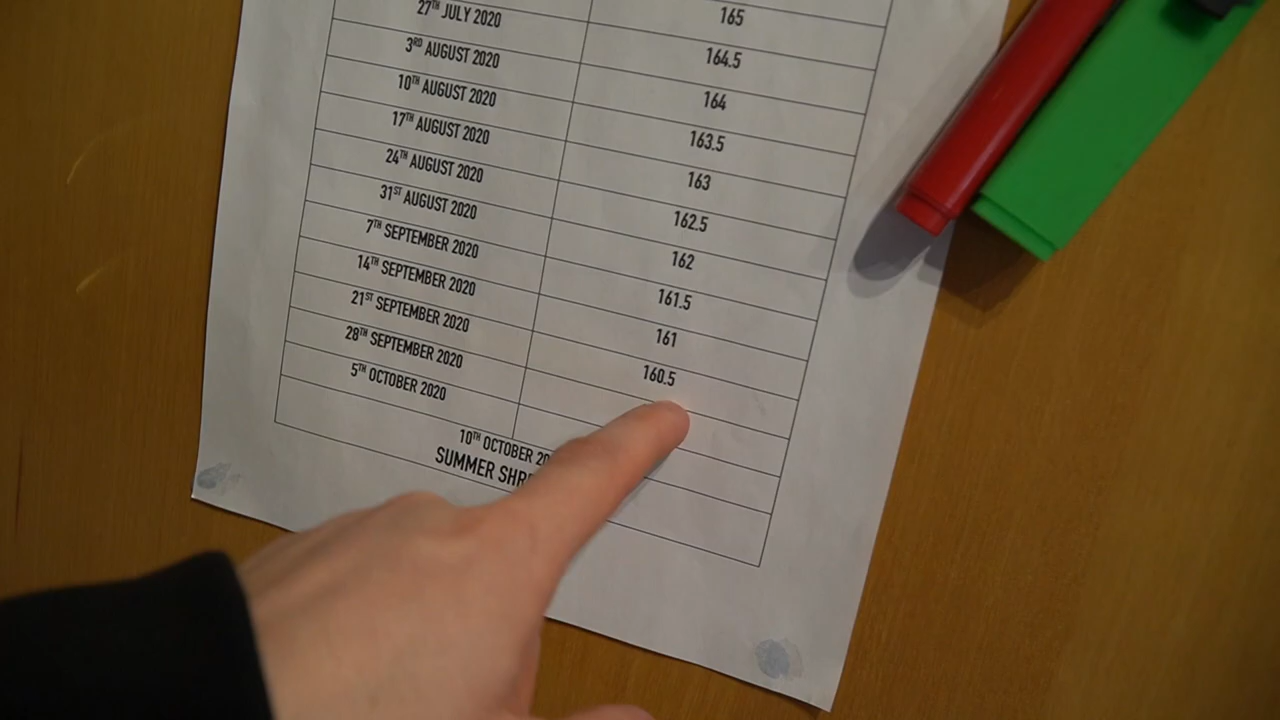 165
27TH JULY 2020 164.5
3RD AUGUST 2020 164
10TH AUGUST 2020 163.5
17TH AUGUST 2020 163
24TH AUGUST 2020 162.5
31ST AUGUST 2020 162
7TH SEPTEMBER 2020 161.5
14TH SEPTEMBER 2020 161
21ST SEPTEMBER 2020 160.5
28TH SEPTEMBER 2020
5TH OCTOBER 2020
10TH OCTOBER
SUMMER